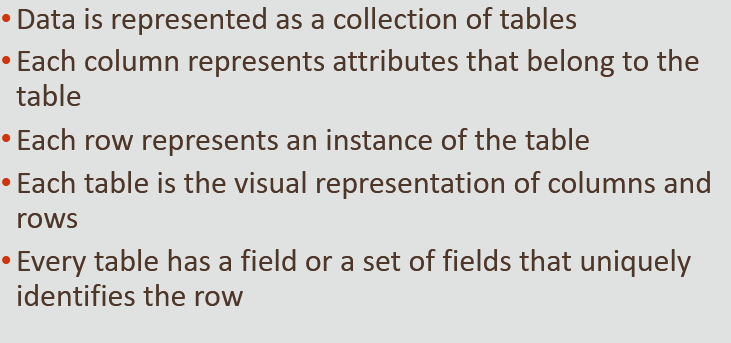 • Data is represented as a collection of tables
• Each column represents attributes that belong to the
table
• Each row represents an instance of the table
• Each table is the visual representation of columns and
rows
• Every table has a field or a set of fields that uniquely
identifies the row